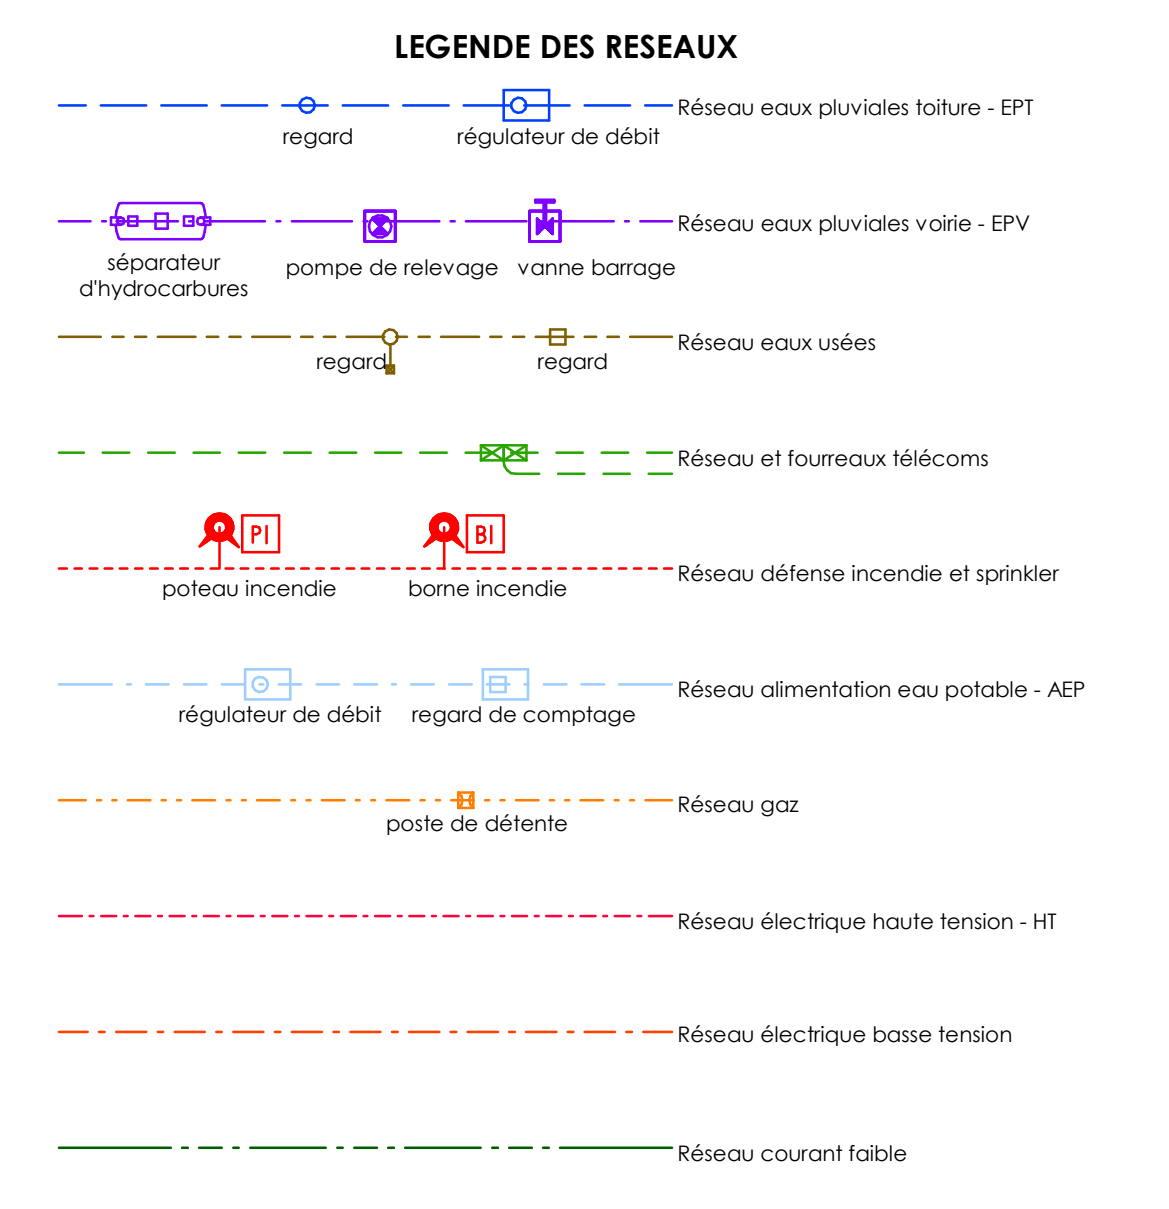 LEGENDE DES RESEAUX
Réseau eaux pluviales toiture - EPT
regard
régulateur de débit
Réseau eaux pluviales voirie - EPV
séparateur
d'hydrocarbures
pompe de relevage
vanne barrage
Réseau eaux usées
regard
regard
Réseau et fourreaux télécoms
PI
BI
Réseau défense incendie et sprinkler
poteau incendie
borne incendie
Réseau alimentation eau potable - AEP
régulateur de débit
regard de comptage
Réseau gaz
poste de détente
Réseau électrique haute tension - HT
Réseau électrique basse tension
Réseau courant faible